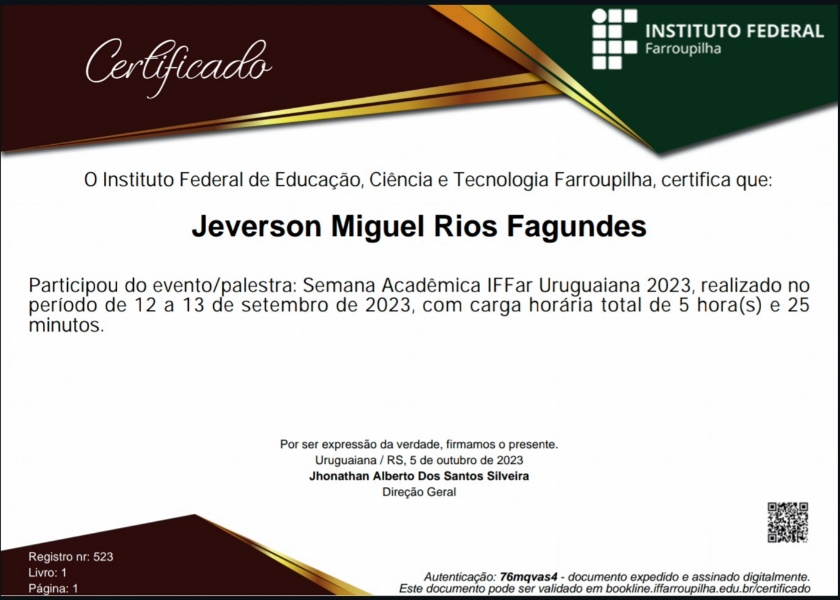 Certificado
INSTITUTO FEDERAL
Farroupilha
O Instituto Federal de Educação, Ciência e Tecnologia Farroupilha, certifica que:
Jeverson Miguel Rios Fagundes
Participou do evento/palestra: Semana Acadêmica IFFar Uruguaiana 2023, realizado no
período de 12 a 13 de setembro de 2023, com carga horária total de 5 hora(s) e 25
minutos.
Por ser expressão da verdade, firmamos o presente.
Uruguaiana / RS, 5 de outubro de 2023
Jhonathan Alberto Dos Santos Silveira
Direção Geral
Registro nr: 523
Livro: 1
Página: 1
Autenticação: 76mqvas4 - documento expedido e assinado digitalmente.
Este documento pode ser validado em bookline.iffarroupilha.edu.br/certificado